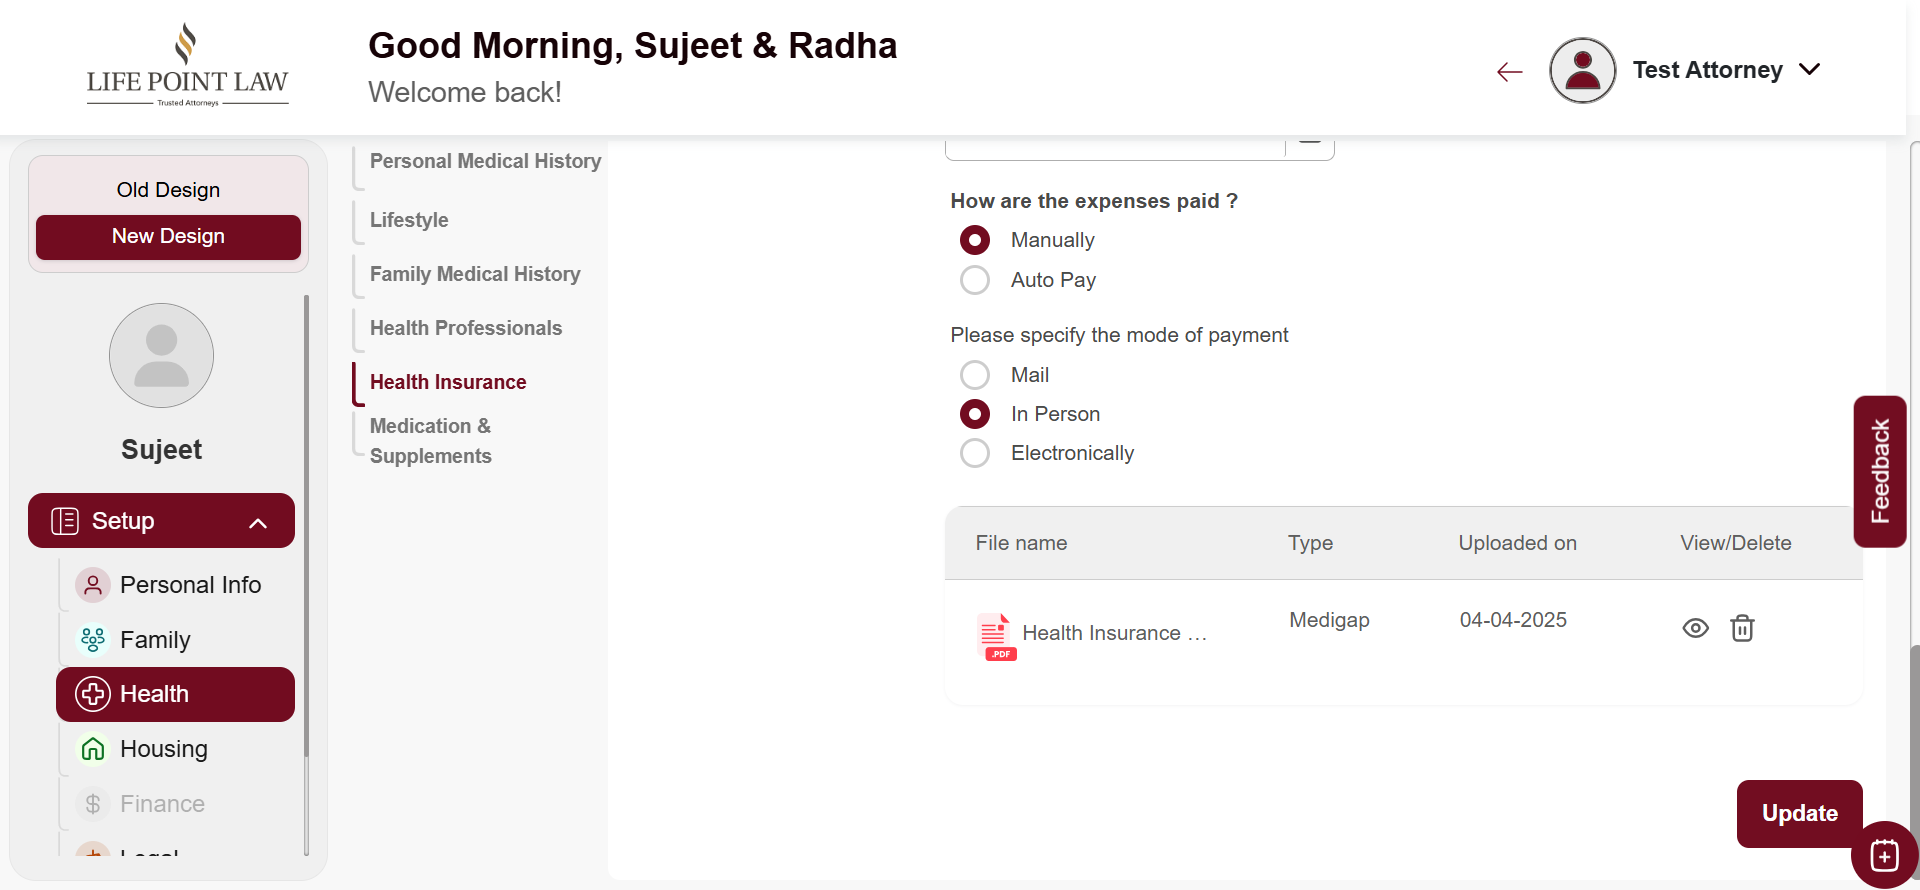 LIFE POINT LAW
Trusted Attorneys
Good Morning, Sujeet & Radha
Welcome back!
Test Attorney
Old Design
New Design
Sujeet
Setup
Personal Info
Family
Health
Housing
Finance
Personal Medical History
Lifestyle
Family Medical History
Health Professionals
Health Insurance
Medication &
Supplements
How are the expenses paid ?
Manually
Auto Pay
Please specify the mode of payment
Mail
In Person
Electronically
File name Type Uploaded on View/Delete
.PDF Health Insurance … Medigap 04-04-2025
Update
Feedback